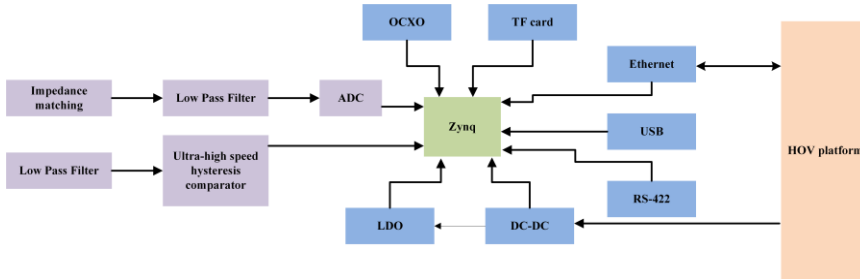 OCXO
TF card
Ethernet
Impedance
matching
Low Pass Filter
ADC
Zynq
USB
HOV platform
Low Pass Filter
Ultra-high speed
hysteresis
comparator
RS-422
LDO
DC-DC